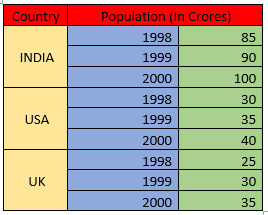 Country Population (In Crores)
INDIA 1998 85
1999 90
2000 100
USA 1998 30
1999 35
2000 40
UK 1998 25
1999 30
2000 35